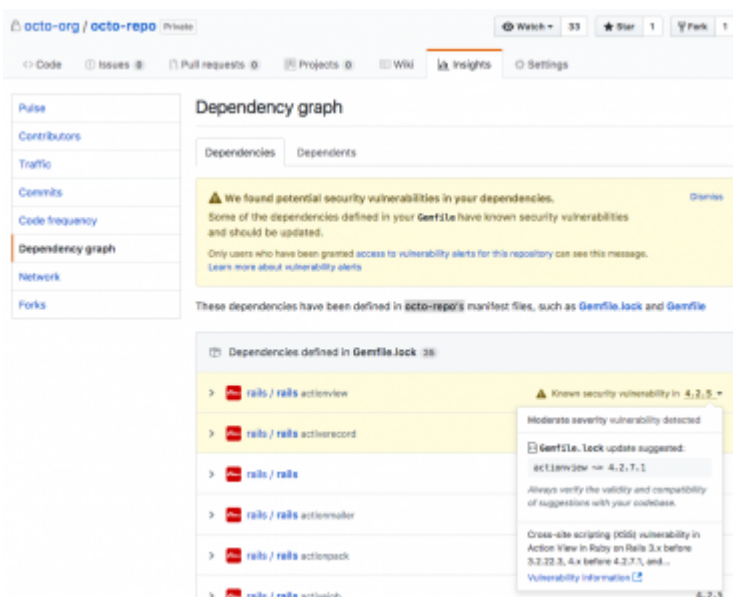 octo-org / octo-repo Private
Watch 33 Star 1 Fork 1
Code Issues 0 Pull requests 0 Projects 0 Wiki Insights Settings
Pulse
Contributors
Traffic
Commits
Code frequency
Dependency graph
Network
Forks
Dependency graph
Dependencies Dependents
We found potential security vulnerabilities in your dependencies. Dismiss
Some of the dependencies defined in your Gemfile have known security vulnerabilities
and should be updated.
Only users who have been granted access to vulnerability alerts for this repository can see this message.
Learn more about vulnerability alerts
These dependencies have been defined in octo-repo's manifest files, such as Gemfile.lock and Gemfile
Dependencies defined in Gemfile.lock 38
rails / rails actionview Known security vulnerability in 4.2.5
rails / rails activerecord
rails / rails
rails / rails actionmailer
rails / rails actionpack
rails / rails activejob 4.2.5
Moderate severity vulnerability detected
Gemfile.lock update suggested:
actionview ~> 4.2.7.1
Always verify the validity and compatibility
of suggestions with your codebase.
Cross-site scripting (XSS) vulnerability in
Action View in Ruby on Rails 3.x before
3.2.22.3, 4.x before 4.2.7.1, and...
Vulnerability information